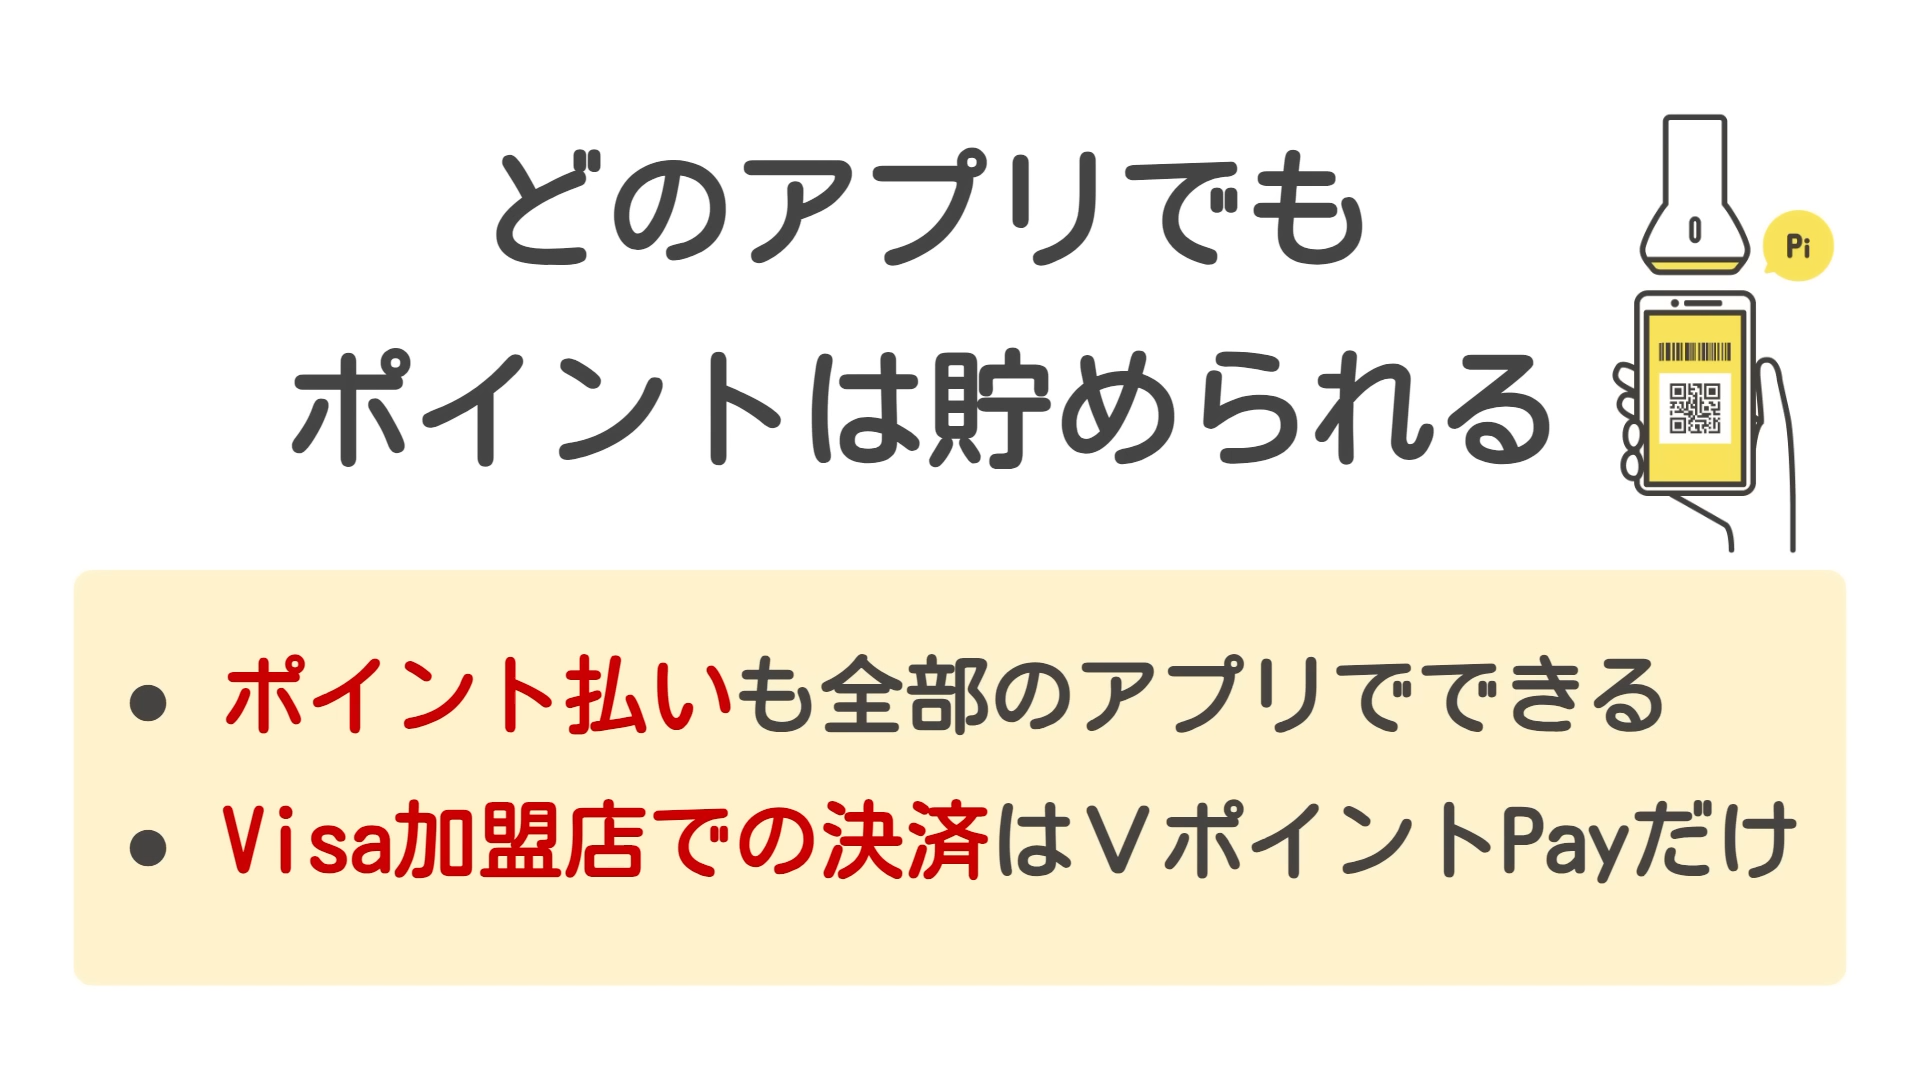 どのアプリでも
ポイントは貯められる
Pi
● ポイント払いも全部のアプリでできる
● Visa加盟店での決済はVポイントPayだけ